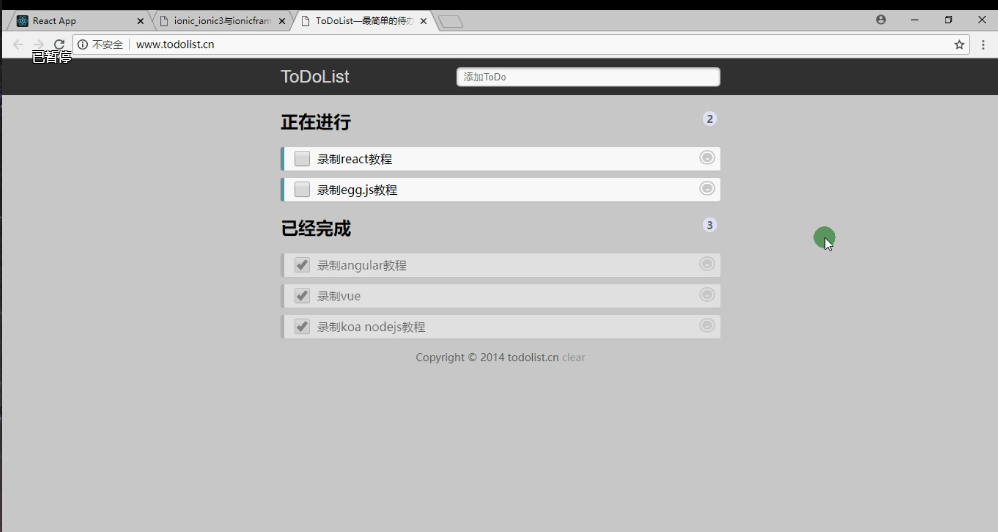 React App
ionic_ionic3与ionicfram
ToDoList—最简单的待办
不安全 www.todolist.cn
已暂停
ToDoList 添加ToDo
正在进行 2
录制react教程
录制egg.js教程
已经完成 3
录制angular教程
录制vue
录制koa nodejs教程
Copyright © 2014 todolist.cn clear